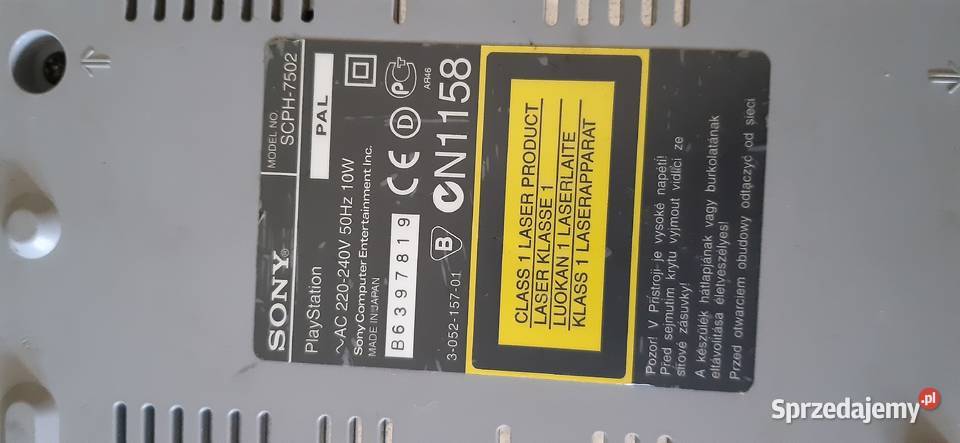 SONY®
MODEL NO.
SCPH-7502
PlayStation
PAL
~AC 220-240V 50Hz 10W
Sony Computer Entertainment Inc.
MADE IN JAPAN
B6397819
CE D PCT
3-052-157-01
B
N1158
AЯ46
CLASS 1 LASER PRODUCT
LASER KLASSE 1
LUOKAN 1 LASERLAITE
KLASS 1 LASERAPPARAT
Pozor! V Přístroji je vysoké napětí!
Před sejmutím krytu vyjmout vidlici ze
síťové zásuvky!
A készülék hátlapjának vagy burkolatának
eltávolítása életveszélyes!
Przed otwarciem obudowy odłączyć od sieci
Sprzedajemy.pl